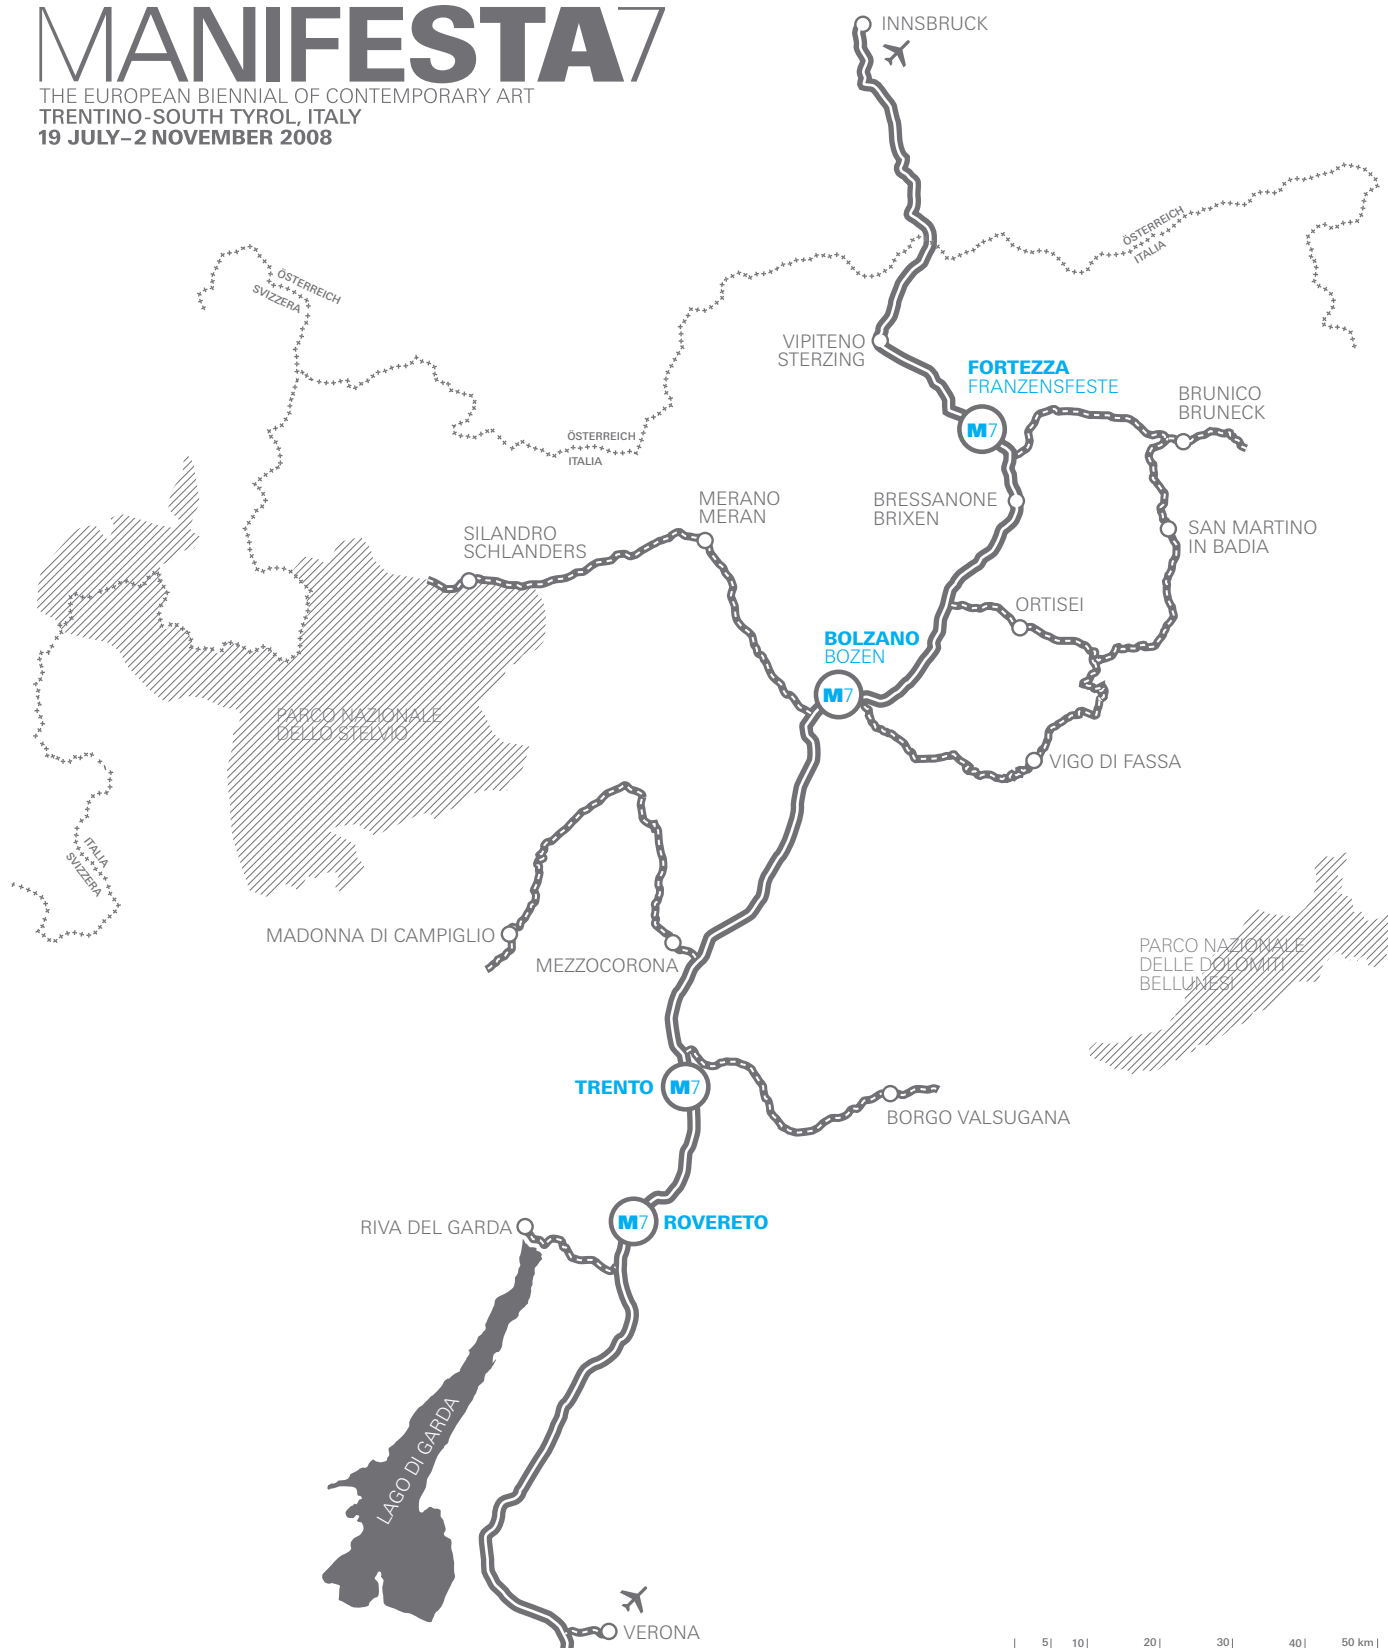 MANIFESTA7
THE EUROPEAN BIENNIAL OF CONTEMPORARY ART
TRENTINO-SOUTH TYROL, ITALY
19 JULY–2 NOVEMBER 2008
INNSBRUCK
ÖSTERREICH
ITALIA
ÖSTERREICH
SVIZZERA
VIPITENO
STERZING
FORTEZZA
FRANZENSFESTE
M7
BRUNICO
BRUNECK
ÖSTERREICH
ITALIA
MERANO
MERAN
BRESSANONE
BRIXEN
SILANDRO
SCHLANDERS
SAN MARTINO
IN BADIA
ORTISEI
BOLZANO
BOZEN
M7
PARCO NAZIONALE
DELLO STELVIO
VIGO DI FASSA
ITALIA
SVIZZERA
MADONNA DI CAMPIGLIO
MEZZOCORONA
PARCO NAZIONALE
DELLE DOLOMITI
BELLUNESI
TRENTO
M7
BORGO VALSUGANA
RIVA DEL GARDA
M7
ROVERETO
LAGO DI GARDA
VERONA
5 10 20 30 40 50 km